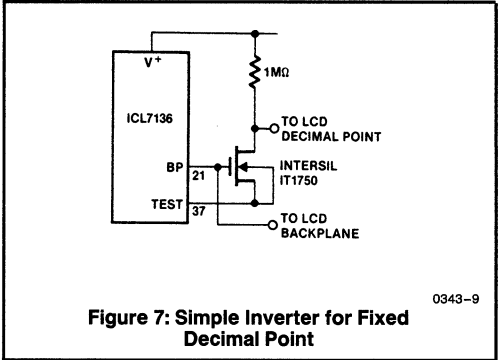 V+
1MΩ
ICL7136
TO LCD
DECIMAL POINT
BP
21
INTERSIL
IT1750
TEST
37
TO LCD
BACKPLANE
0343–9
Figure 7: Simple Inverter for Fixed
Decimal Point